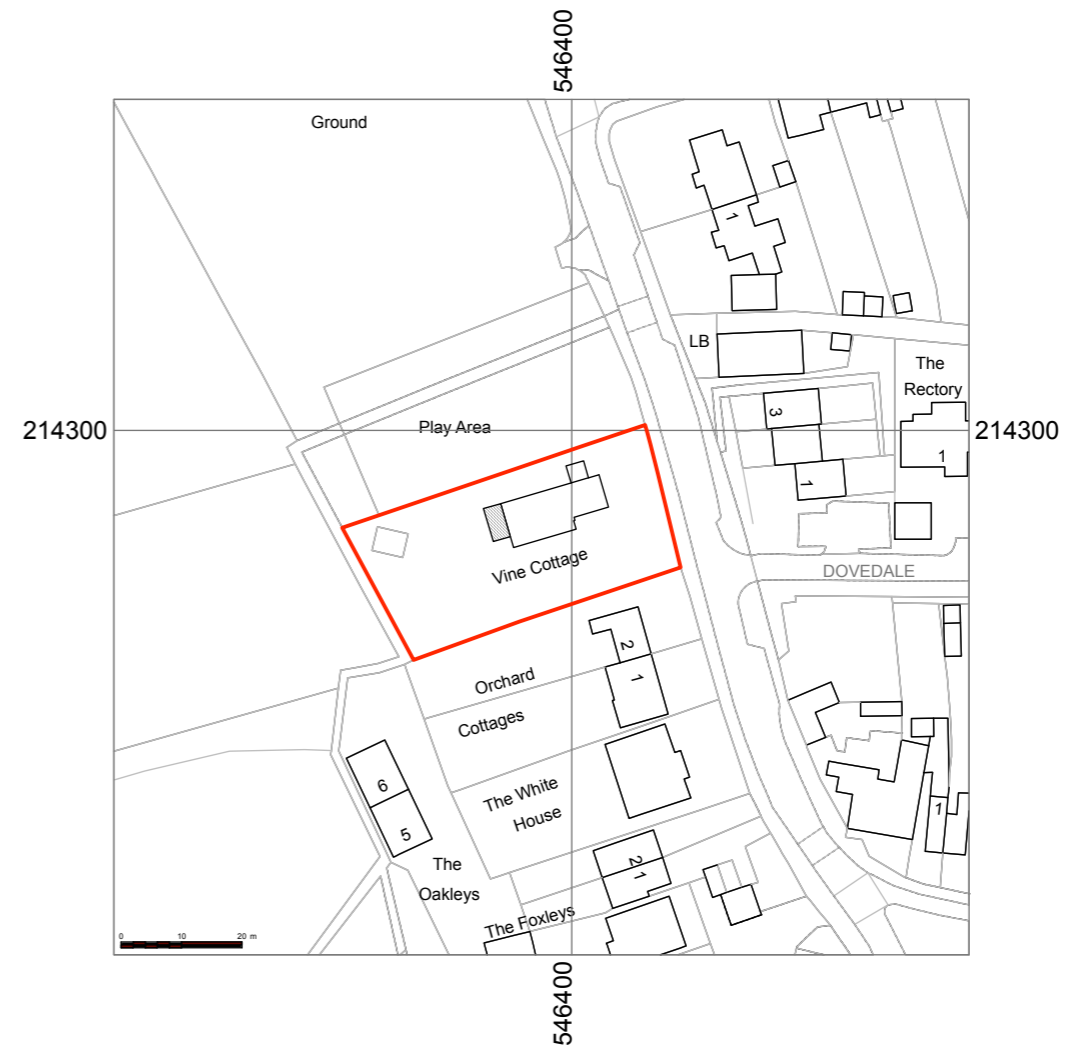 546400
Ground
1
LB
The
Rectory
3
Play Area
214300
214300
1
1
Vine Cottage
DOVEDALE
2
Orchard
1
Cottages
6
The White
House
5
1
The
2
1
Oakleys
The Foxleys
0 10 20 m
546400